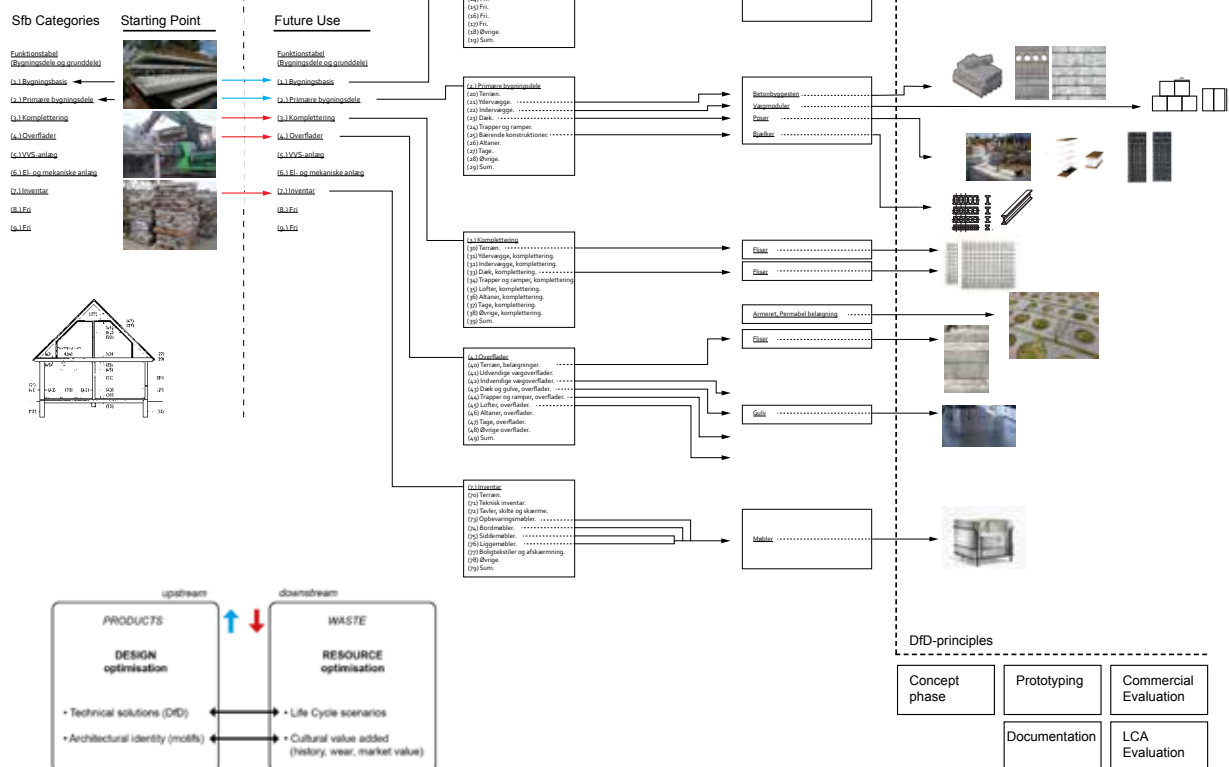 Sfb Categories
Starting Point
Future Use
Funktionstabel
(Bygningsdele og grunddele)
(1.) Bygningsbasis
(2.) Primære bygningsdele
(3.) Komplettering
(4.) Overflader
(5.) VVS-anlæg
(6.) El- og mekaniske anlæg
(7.) Inventar
(8.) Fri
(9.) Fri
Funktionstabel
(Bygningsdele og grunddele)
(1.) Bygningsbasis
(2.) Primære bygningsdele
(3.) Komplettering
(4.) Overflader
(5.) VVS-anlæg
(6.) El- og mekaniske anlæg
(7.) Inventar
(8.) Fri
(9.) Fri
(15) Fri.
(16) Fri.
(17) Fri.
(18) Øvrige.
(19) Sum.
(2.) Primære bygningsdele
(20) Terræn.
(21) Ydervægge.
(22) Indervægge.
(23) Dæk.
(24) Trapper og ramper.
(25) Bærende konstruktioner.
(26) Altaner.
(27) Tage.
(28) Øvrige.
(29) Sum.
(3.) Komplettering
(30) Terræn.
(31) Ydervægge, komplettering.
(32) Indervægge, komplettering.
(33) Dæk, komplettering.
(34) Trapper og ramper, komplettering.
(35) Lofter, komplettering.
(36) Altaner, komplettering.
(37) Tage, komplettering.
(38) Øvrige, komplettering.
(39) Sum.
(4.) Overflader
(40) Terræn, belægninger.
(41) Udvendige vægoverflader.
(42) Indvendige vægoverflader.
(43) Dæk og gulve, overflader.
(44) Trapper og ramper, overflader.
(45) Lofter, overflader.
(46) Altaner, overflader.
(47) Tage, overflader.
(48) Øvrige overflader.
(49) Sum.
(7.) Inventar
(70) Terræn.
(71) Teknisk inventar.
(72) Tavler, skilte og skærme.
(73) Opbevaringsmøbler.
(74) Bordmøbler.
(75) Siddemøbler.
(76) Liggemøbler.
(77) Boligtekstiler og afskærmning.
(78) Øvrige.
(79) Sum.
Betonbyggesten
Vægmoduler
Poser
Bjælker
Fliser
Fliser
Armeret, Permabel belægning
Fliser
Gulv
Møbler
upstream
downstream
PRODUCTS
WASTE
DESIGN
optimisation
RESOURCE
optimisation
• Technical solutions (DfD)
• Life Cycle scenarios
• Architectural identity (motifs)
• Cultural value added
(history, wear, market value)
DfD-principles
Concept
phase
Prototyping
Commercial
Evaluation
Documentation
LCA
Evaluation